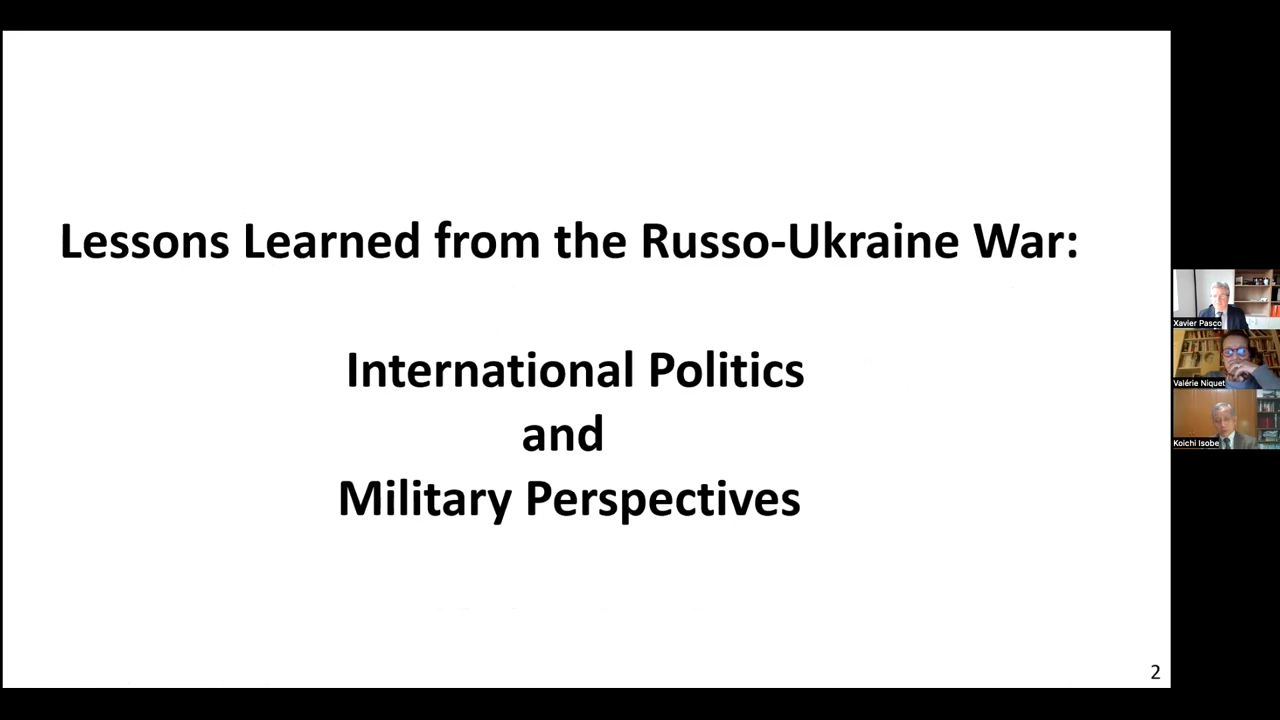 Lessons Learned from the Russo-Ukraine War:
International Politics
and
Military Perspectives
2
Xavier Pasco
Valérie Niquet
Koichi Isobe